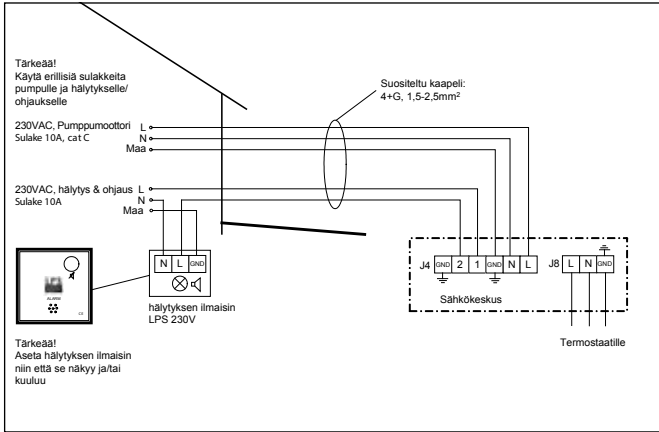 Tärkeää!
Käytä erillisiä sulakkeita
pumpulle ja hälytykselle/
ohjaukselle
Suositeltu kaapeli:
4+G, 1,5-2,5mm²
230VAC, Pumppumoottori L
Sulake 10A, cat C N
Maa
230VAC, hälytys & ohjaus L
Sulake 10A N
Maa
N L GND
J4 GND 2 1 GND N L
J8 L N GND
ALARM
hälytyksen ilmaisin
LPS 230V
Sähkökeskus
Tärkeää!
Aseta hälytyksen ilmaisin
niin että se näkyy ja/tai
kuuluu
Termostaatille